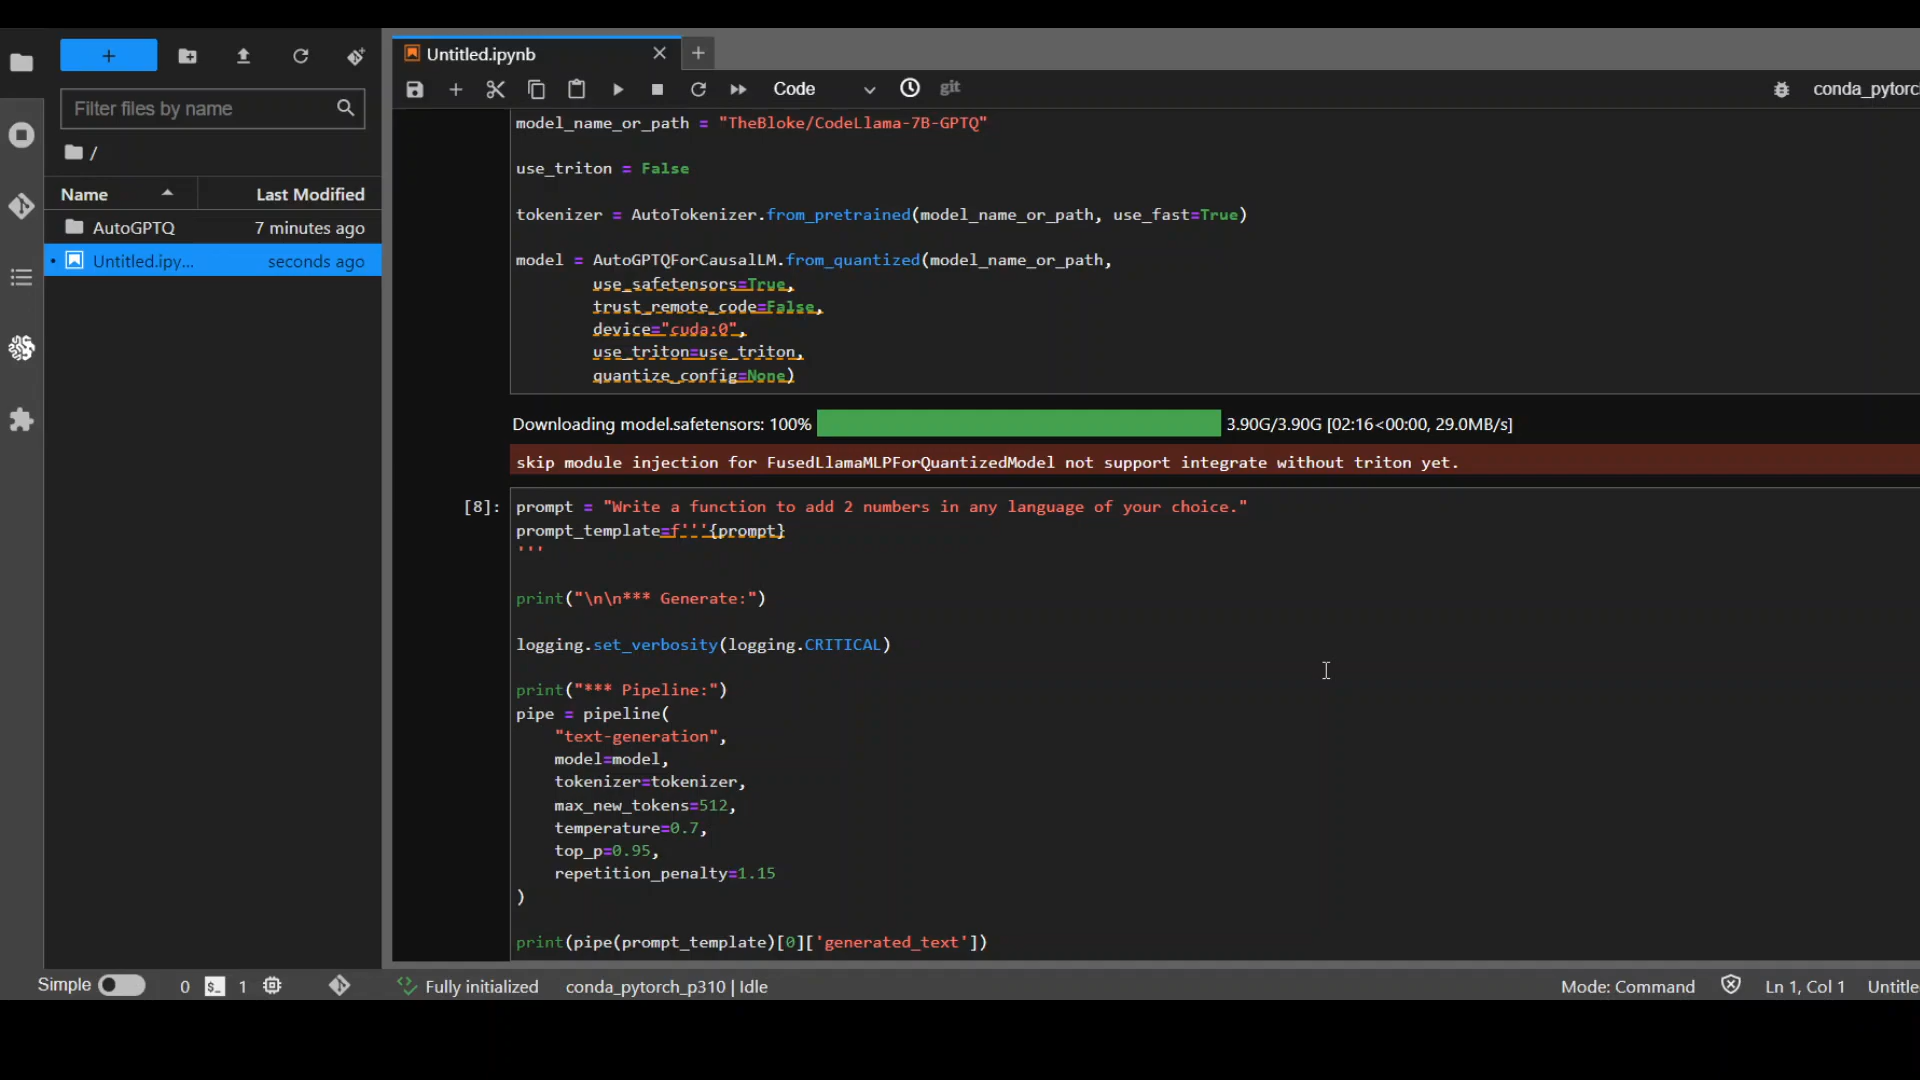 Untitled.ipynb
Filter files by name
/
Name
Last Modified
AutoGPTQ
7 minutes ago
Untitled.ipy...
seconds ago
Code
git
conda_pytorch
model_name_or_path = "TheBloke/CodeLlama-7B-GPTQ"
use_triton = False
tokenizer = AutoTokenizer.from_pretrained(model_name_or_path, use_fast=True)
model = AutoGPTQForCausalLM.from_quantized(model_name_or_path,
use_safetensors=True,
trust_remote_code=False,
device="cuda:0",
use_triton=use_triton,
quantize_config=None)
Downloading model.safetensors: 100% 3.90G/3.90G [02:16<00:00, 29.0MB/s]
skip module injection for FusedLlamaMLPForQuantizedModel not support integrate without triton yet.
[8]:
prompt = "Write a function to add 2 numbers in any language of your choice."
prompt_template=f'''{prompt}
'''
print("\n\n*** Generate:")
logging.set_verbosity(logging.CRITICAL)
print("*** Pipeline:")
pipe = pipeline(
"text-generation",
model=model,
tokenizer=tokenizer,
max_new_tokens=512,
temperature=0.7,
top_p=0.95,
repetition_penalty=1.15
)
print(pipe(prompt_template)[0]['generated_text'])
Simple 0 $_ 1 Fully initialized conda_pytorch_p310 | Idle Mode: Command Ln 1, Col 1 Untitle